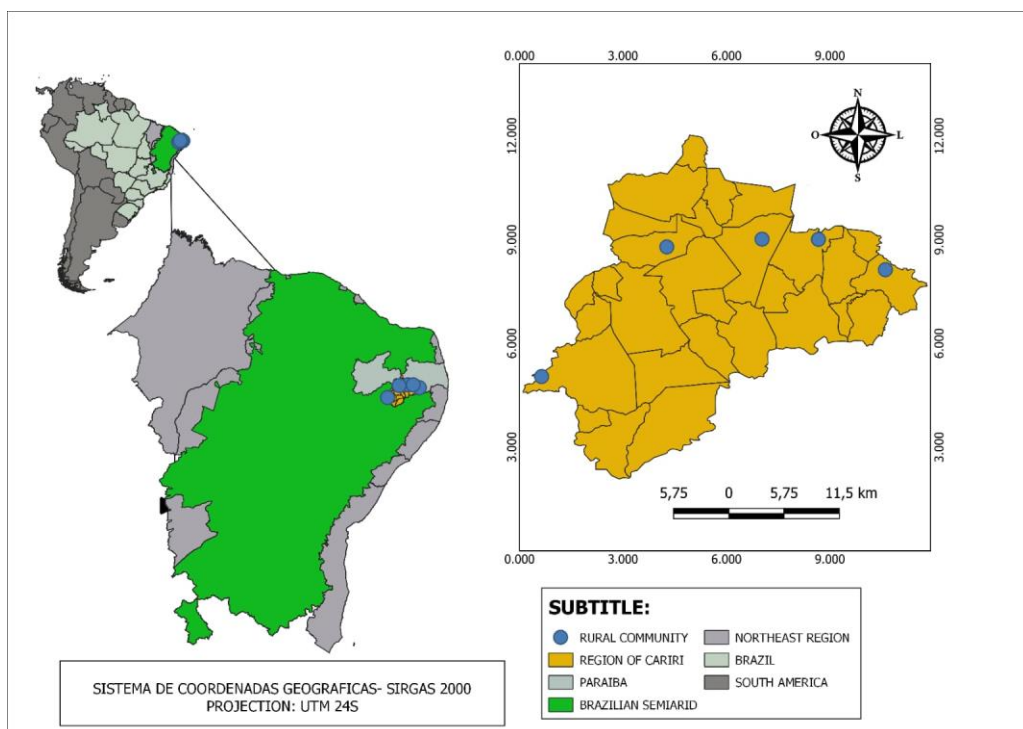 0.000 3.000 6.000 9.000
12.000 12.000
N
O L
S
9.000 9.000
6.000 6.000
3.000 3.000
5,75 0 5,75 11,5 km
0.000 3.000 6.000 9.000
SUBTITLE:
RURAL COMMUNITY NORTHEAST REGION
REGION OF CARIRI BRAZIL
PARAIBA SOUTH AMERICA
BRAZILIAN SEMIARID
SISTEMA DE COORDENADAS GEOGRAFICAS- SIRGAS 2000
PROJECTION: UTM 24S